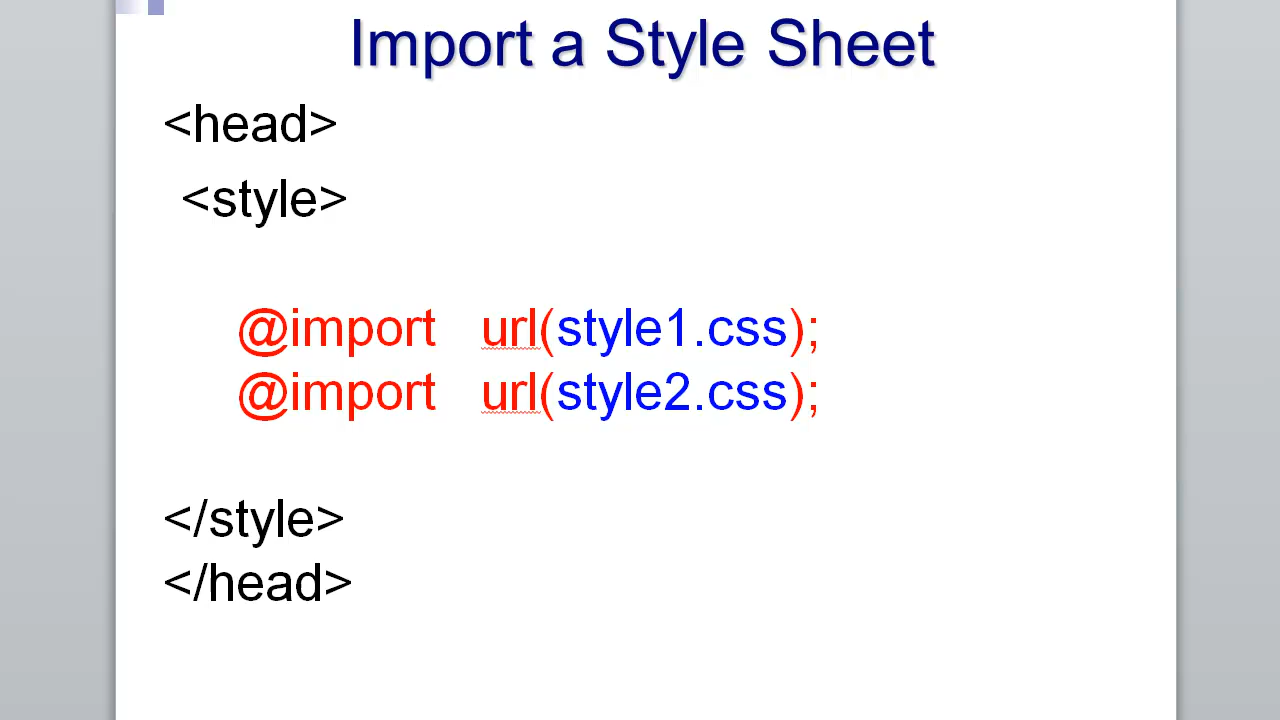 Import a Style Sheet
<head>
<style>
@import url(style1.css);
@import url(style2.css);
</style>
</head>